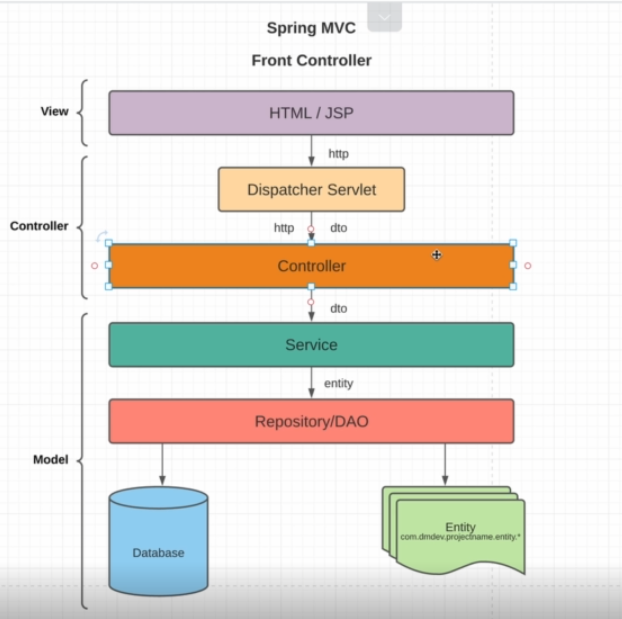 Spring MVC
Front Controller
View
HTML / JSP
http
Dispatcher Servlet
Controller
http
dto
Controller
dto
Service
entity
Repository/DAO
Model
Database
Entity
com.dmdev.projectname.entity.*